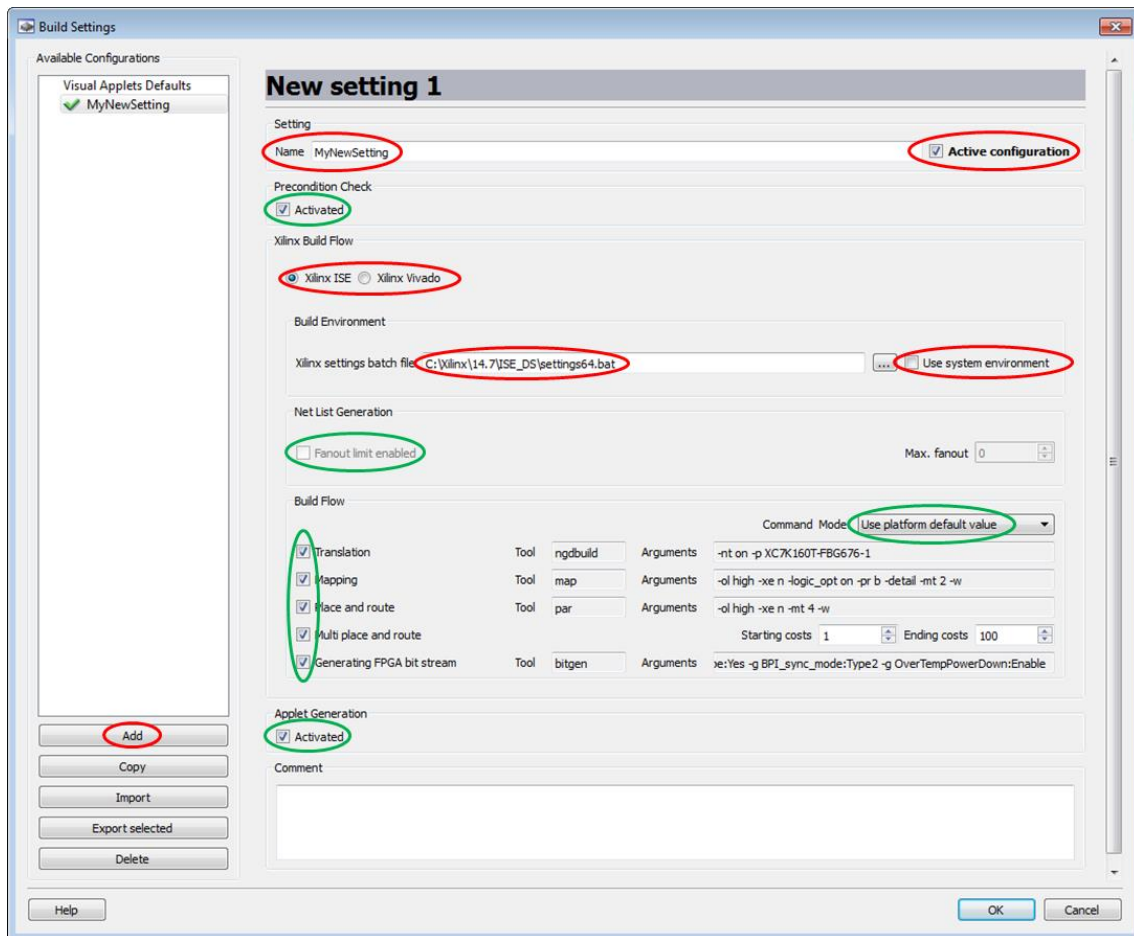 Build Settings
Available Configurations
Visual Applets Defaults
MyNewSetting
Add
Copy
Import
Export selected
Delete
New setting 1
Setting
Name MyNewSetting Active configuration
Precondition Check
Activated
Xilinx Build Flow
Xilinx ISE Xilinx Vivado
Build Environment
Xilinx settings batch file C:\Xilinx\14.7\ISE_DS\settings64.bat ... Use system environment
Net List Generation
Fanout limit enabled Max. fanout 0
Build Flow
Command Mode Use platform default value
Translation Tool ngdbuild Arguments -nt on -p XC7K160T-FBG676-1
Mapping Tool map Arguments -ol high -xe n -logic_opt on -pr b -detail -mt 2 -w
Place and route Tool par Arguments -ol high -xe n -mt 4 -w
Multi place and route Starting costs 1 Ending costs 100
Generating FPGA bit stream Tool bitgen Arguments pe:Yes -g BPI_sync_mode:Type2 -g OverTempPowerDown:Enable
Applet Generation
Activated
Comment
Help OK Cancel